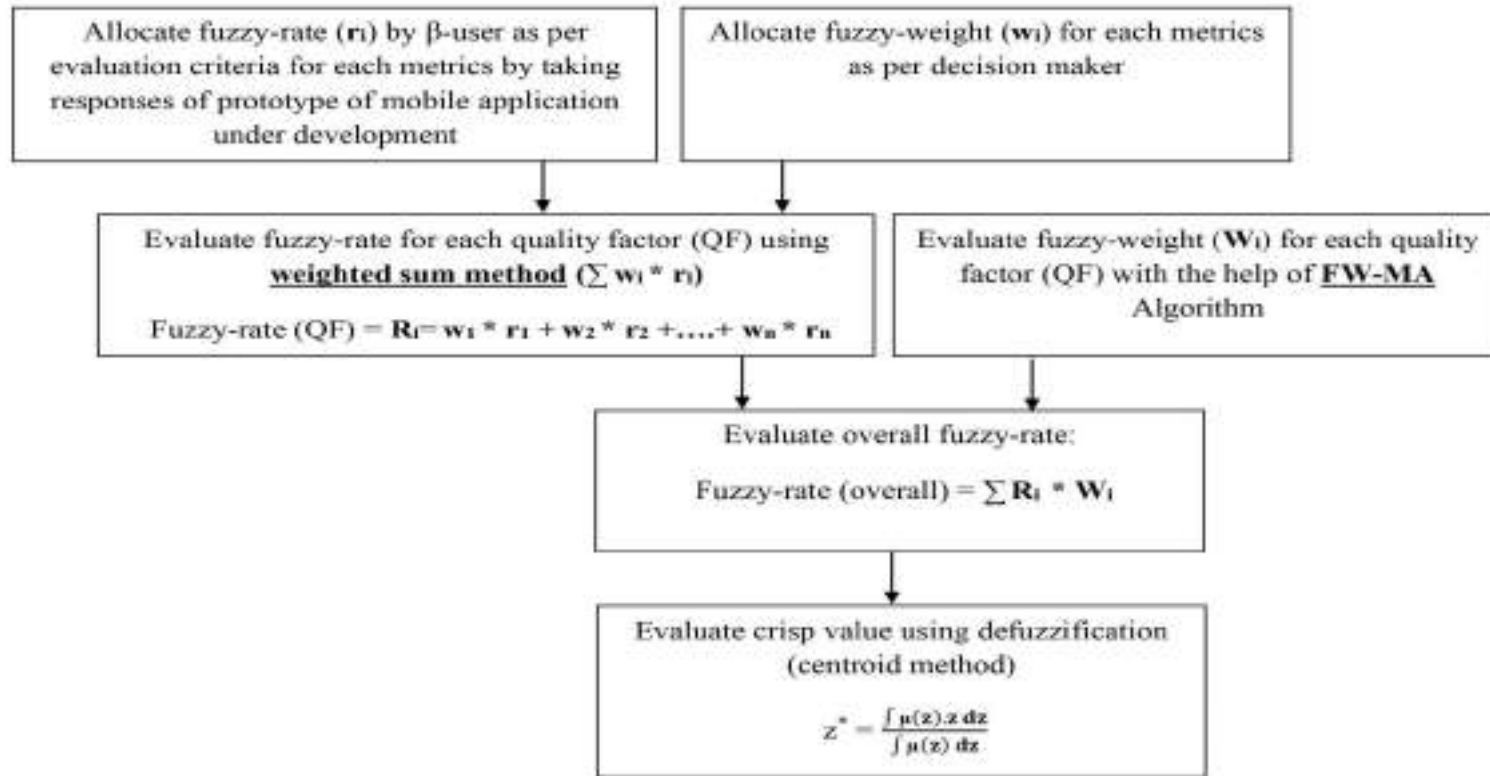 Allocate fuzzy-rate (rᵢ) by β-user as per
evaluation criteria for each metrics by taking
responses of prototype of mobile application
under development
Allocate fuzzy-weight (wᵢ) for each metrics
as per decision maker
Evaluate fuzzy-rate for each quality factor (QF) using
weighted sum method (∑ wᵢ * rᵢ)
Fuzzy-rate (QF) = Rᵢ= w₁ * r₁ + w₂ * r₂ +....+ wₙ * rₙ
Evaluate fuzzy-weight (Wᵢ) for each quality
factor (QF) with the help of FW-MA
Algorithm
Evaluate overall fuzzy-rate:
Fuzzy-rate (overall) = ∑ Rᵢ * Wᵢ
Evaluate crisp value using defuzzification
(centroid method)
z* = ∫ μ(z).z dz / ∫ μ(z) dz